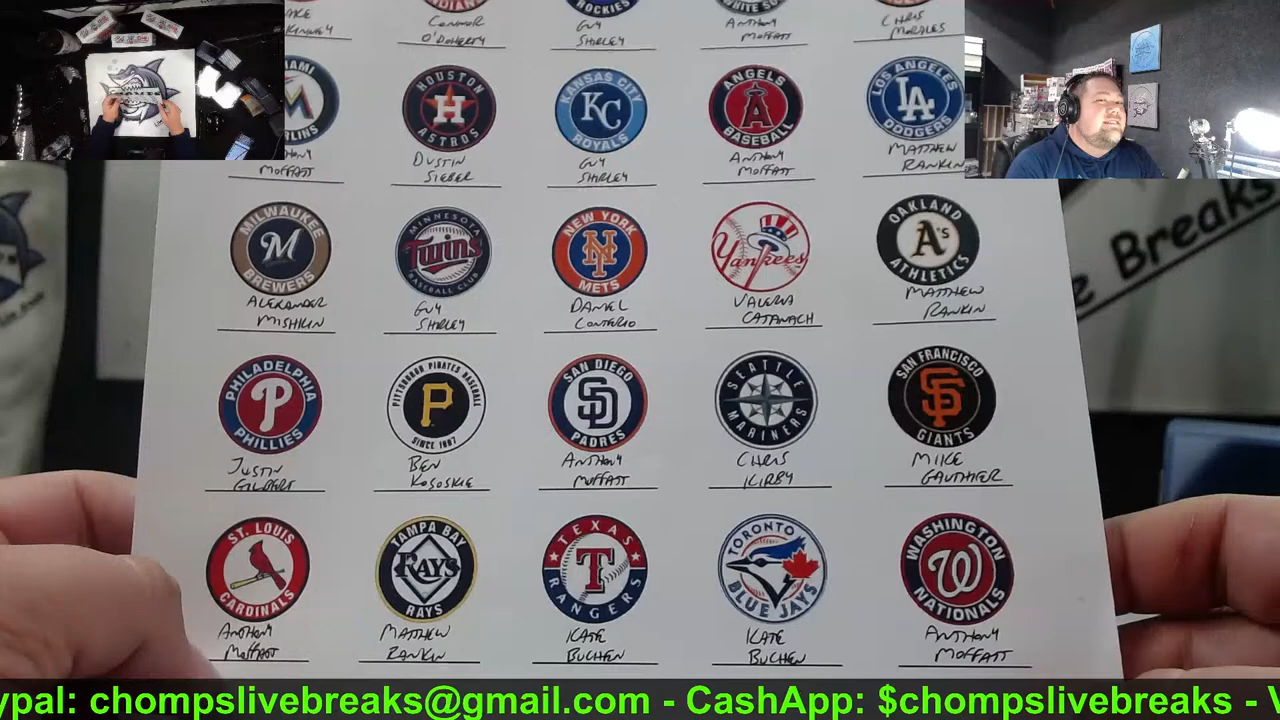 CONNOR
O'DOHERTY
ROCKIES
GUY
SHIRLEY
WHITE SOX
ANTHONY
MOFFATT
CHRIS
MORALES
MOFFATT
HOUSTON
ASTROS
H
DUSTIN
SIEBER
KANSAS CITY
KC
ROYALS
GUY
SHIRLEY
ANGELS
A
BASEBALL
ANTHONY
MOFFATT
LOS ANGELES
LA
DODGERS
MATTHEW
RANKIN
MILWAUKEE
M
BREWERS
ALEXANDER
MISHKIN
MINNESOTA
Twins
BASEBALL CLUB
GUY
SHIRLEY
NEW YORK
NY
METS
DANIEL
CONTERIO
Yankees
VALERIA
CATANACH
OAKLAND
A's
ATHLETICS
MATTHEW
RANKIN
PHILADELPHIA
P
PHILLIES
JUSTIN
GILBERT
PITTSBURGH PIRATES BASEBALL
P
SINCE 1887
BEN
KOSOSKIE
SAN DIEGO
SD
PADRES
ANTHONY
MOFFATT
SEATTLE
MARINERS
CHRIS
KIRBY
SAN FRANCISCO
SF
GIANTS
MIKE
GAUTHIER
ST. LOUIS
CARDINALS
ANTHONY
MOFFATT
TAMPA BAY
RAYS
RAYS
MATTHEW
RANKIN
TEXAS
T
RANGERS
KATE
BUCHEN
TORONTO
BLUE JAYS
KATE
BUCHEN
WASHINGTON
W
NATIONALS
ANTHONY
MOFFATT
Breaks
ypal: chompslivebreaks@gmail.com - CashApp: $chompslivebreaks - V